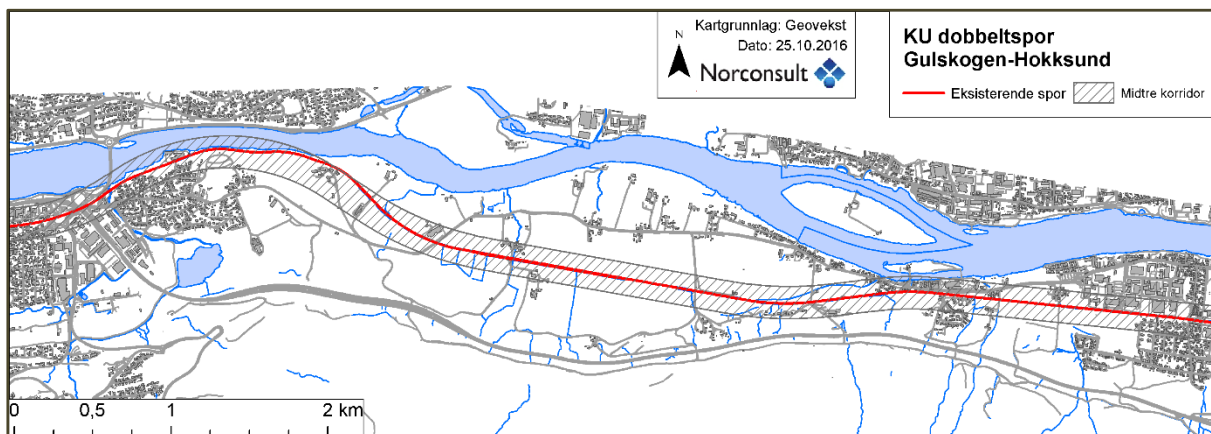 Kartgrunnlag: Geovekst
Dato: 25.10.2016
N
Norconsult
KU dobbeltspor
Gulskogen-Hokksund
Eksisterende spor
Midtre korridor
0 0,5 1 2 km